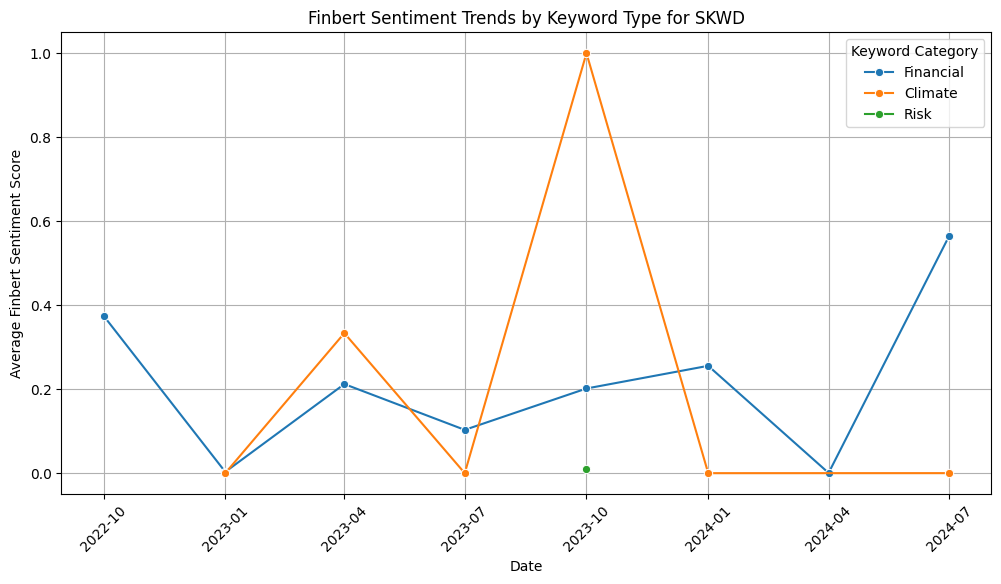 Finbert Sentiment Trends by Keyword Type for SKWD
Keyword Category
Financial
Climate
Risk
Average Finbert Sentiment Score
1.0
0.8
0.6
0.4
0.2
0.0
2022-10
2023-01
2023-04
2023-07
2023-10
2024-01
2024-04
2024-07
Date